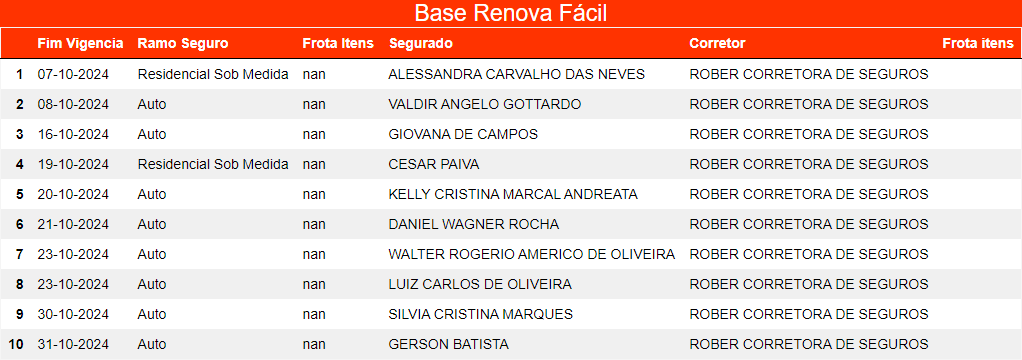 Base Renova Fácil
Fim Vigencia Ramo Seguro Frota Itens Segurado Corretor Frota itens
1 07-10-2024 Residencial Sob Medida nan ALESSANDRA CARVALHO DAS NEVES ROBER CORRETORA DE SEGUROS
2 08-10-2024 Auto nan VALDIR ANGELO GOTTARDO ROBER CORRETORA DE SEGUROS
3 16-10-2024 Auto nan GIOVANA DE CAMPOS ROBER CORRETORA DE SEGUROS
4 19-10-2024 Residencial Sob Medida nan CESAR PAIVA ROBER CORRETORA DE SEGUROS
5 20-10-2024 Auto nan KELLY CRISTINA MARCAL ANDREATA ROBER CORRETORA DE SEGUROS
6 21-10-2024 Auto nan DANIEL WAGNER ROCHA ROBER CORRETORA DE SEGUROS
7 23-10-2024 Auto nan WALTER ROGERIO AMERICO DE OLIVEIRA ROBER CORRETORA DE SEGUROS
8 23-10-2024 Auto nan LUIZ CARLOS DE OLIVEIRA ROBER CORRETORA DE SEGUROS
9 30-10-2024 Auto nan SILVIA CRISTINA MARQUES ROBER CORRETORA DE SEGUROS
10 31-10-2024 Auto nan GERSON BATISTA ROBER CORRETORA DE SEGUROS